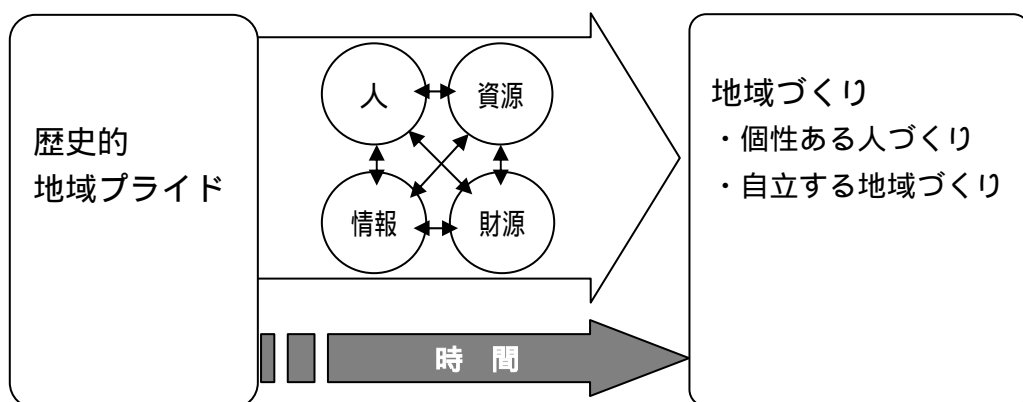 歴史的
地域プライド
人
資源
情報
財源
時　間
地域づくり
・個性ある人づくり
・自立する地域づくり